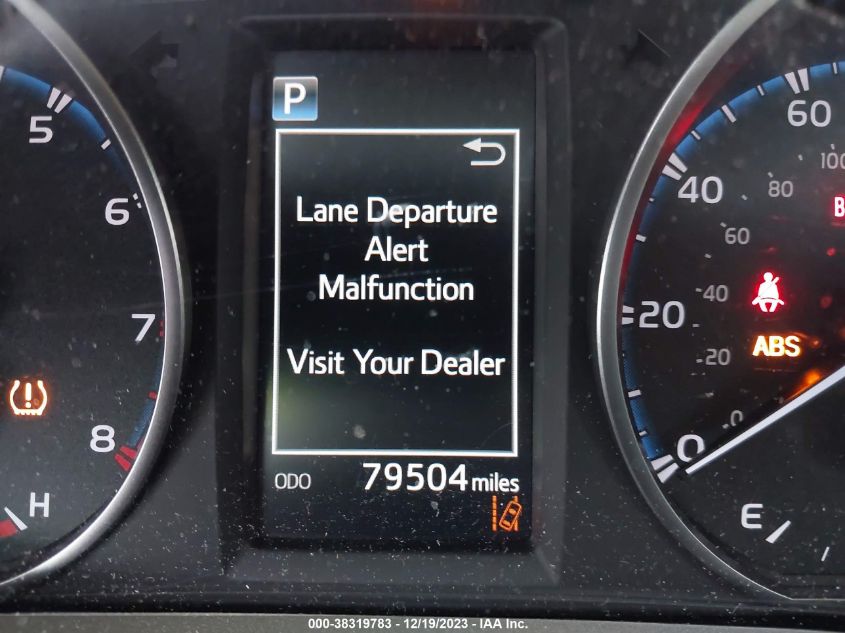 P
Lane Departure
Alert
Malfunction
Visit Your Dealer
ODO 79504 miles
5
6
7
8
H
60
100
40
80
B
60
40
20
ABS
20
0
0
E
000-38319783 - 12/19/2023 - IAA Inc.